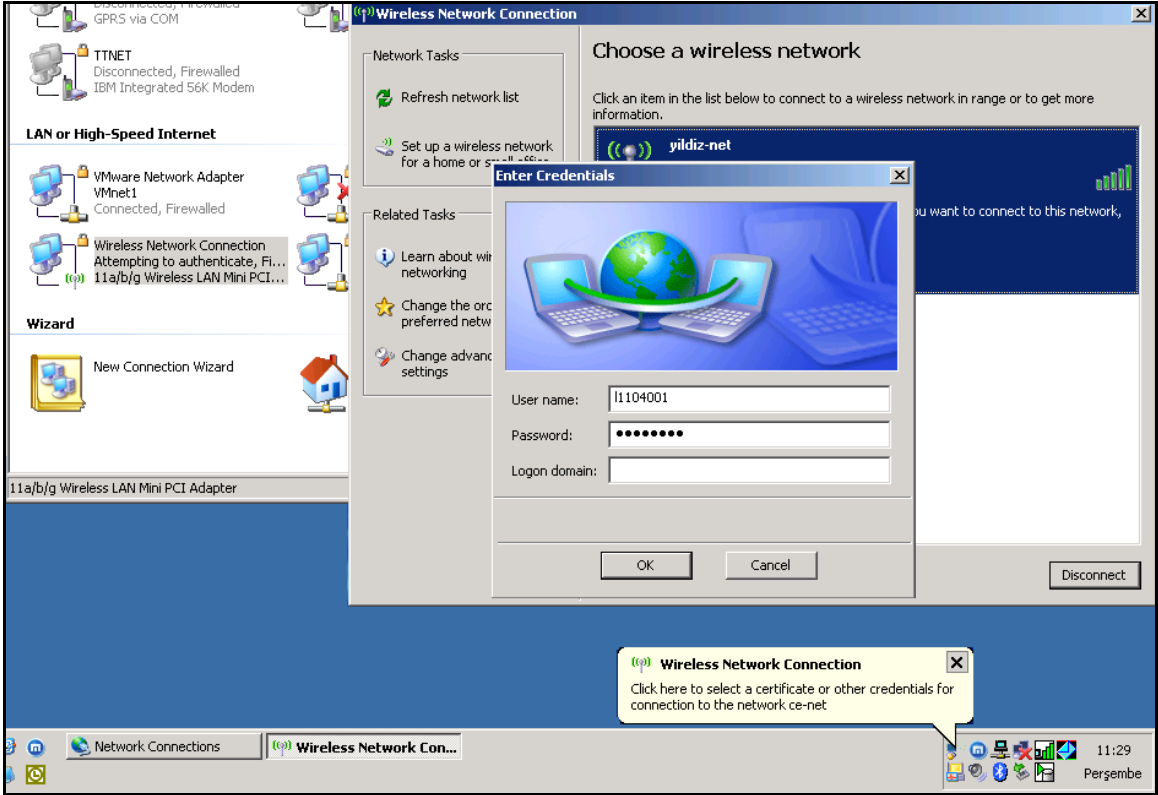 Disconnected, Firewalled
GPRS via COM
TTNET
Disconnected, Firewalled
IBM Integrated 56K Modem
LAN or High-Speed Internet
VMware Network Adapter
VMnet1
Connected, Firewalled
Wireless Network Connection
Attempting to authenticate, Fi...
11a/b/g Wireless LAN Mini PCI...
Wizard
New Connection Wizard
11a/b/g Wireless LAN Mini PCI Adapter
Wireless Network Connection
Network Tasks
Refresh network list
Set up a wireless network
for a home or small office
Related Tasks
Learn about wir
networking
Change the orc
preferred netw
Change advanc
settings
Choose a wireless network
Click an item in the list below to connect to a wireless network in range or to get more
information.
yildiz-net
u want to connect to this network,
Enter Credentials
User name:
l1104001
Password:
Logon domain:
OK
Cancel
Disconnect
Wireless Network Connection
Click here to select a certificate or other credentials for
connection to the network ce-net
Network Connections
Wireless Network Con...
11:29
Perşembe